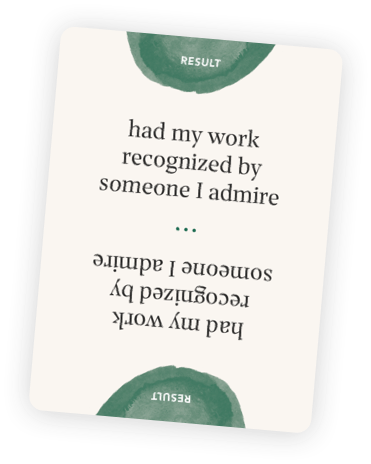 RESULT
had my work
recognized by
someone I admire
...
had my work
recognized by
someone I admire
RESULT